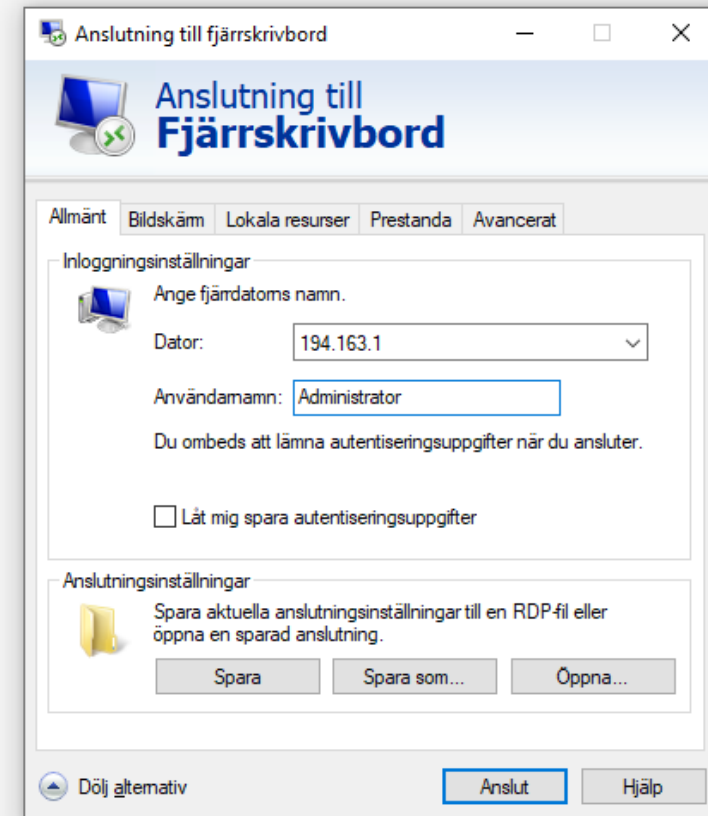 Anslutning till fjärrskrivbord
Anslutning till
Fjärrskrivbord
Allmänt Bildskärm Lokala resurser Prestanda Avancerat
Inloggningsinställningar
Ange fjärrdatorns namn.
Dator: 194.163.1
Användarnamn: Administrator
Du ombeds att lämna autentiseringsuppgifter när du ansluter.
Låt mig spara autentiseringsuppgifter
Anslutningsinställningar
Spara aktuella anslutningsinställningar till en RDP-fil eller
öppna en sparad anslutning.
Spara Spara som... Öppna...
Dölj alternativ Anslut Hjälp